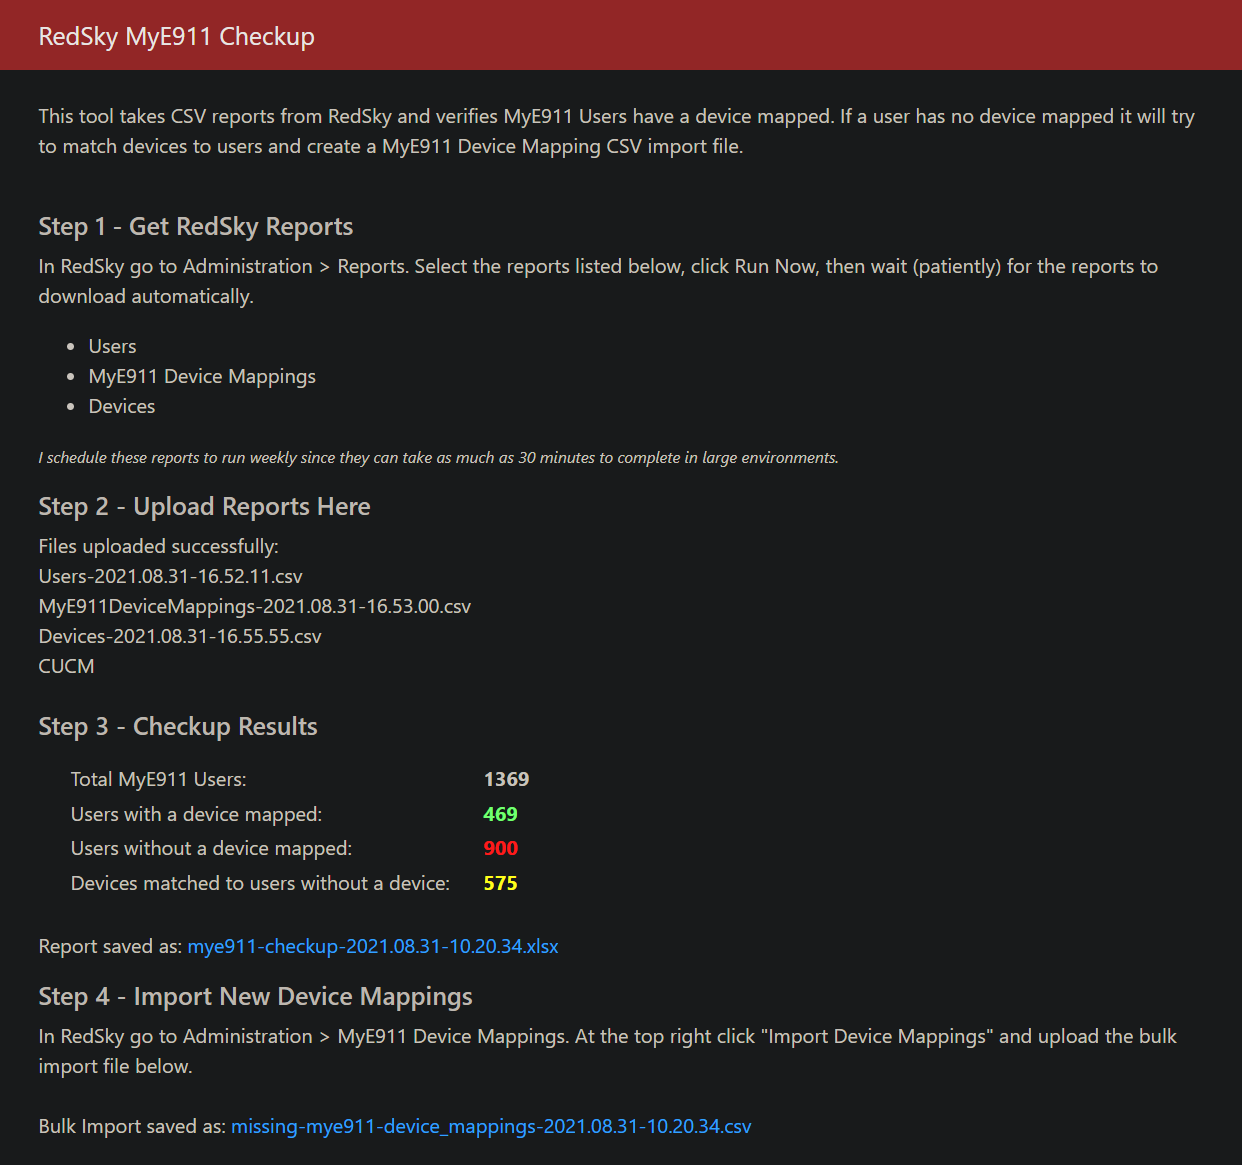 RedSky MyE911 Checkup
This tool takes CSV reports from RedSky and verifies MyE911 Users have a device mapped. If a user has no device mapped it will try
to match devices to users and create a MyE911 Device Mapping CSV import file.
Step 1 - Get RedSky Reports
In RedSky go to Administration > Reports. Select the reports listed below, click Run Now, then wait (patiently) for the reports to
download automatically.
• Users
• MyE911 Device Mappings
• Devices
I schedule these reports to run weekly since they can take as much as 30 minutes to complete in large environments.
Step 2 - Upload Reports Here
Files uploaded successfully:
Users-2021.08.31-16.52.11.csv
MyE911DeviceMappings-2021.08.31-16.53.00.csv
Devices-2021.08.31-16.55.55.csv
CUCM
Step 3 - Checkup Results
Total MyE911 Users: 1369
Users with a device mapped: 469
Users without a device mapped: 900
Devices matched to users without a device: 575
Report saved as: mye911-checkup-2021.08.31-10.20.34.xlsx
Step 4 - Import New Device Mappings
In RedSky go to Administration > MyE911 Device Mappings. At the top right click "Import Device Mappings" and upload the bulk
import file below.
Bulk Import saved as: missing-mye911-device_mappings-2021.08.31-10.20.34.csv